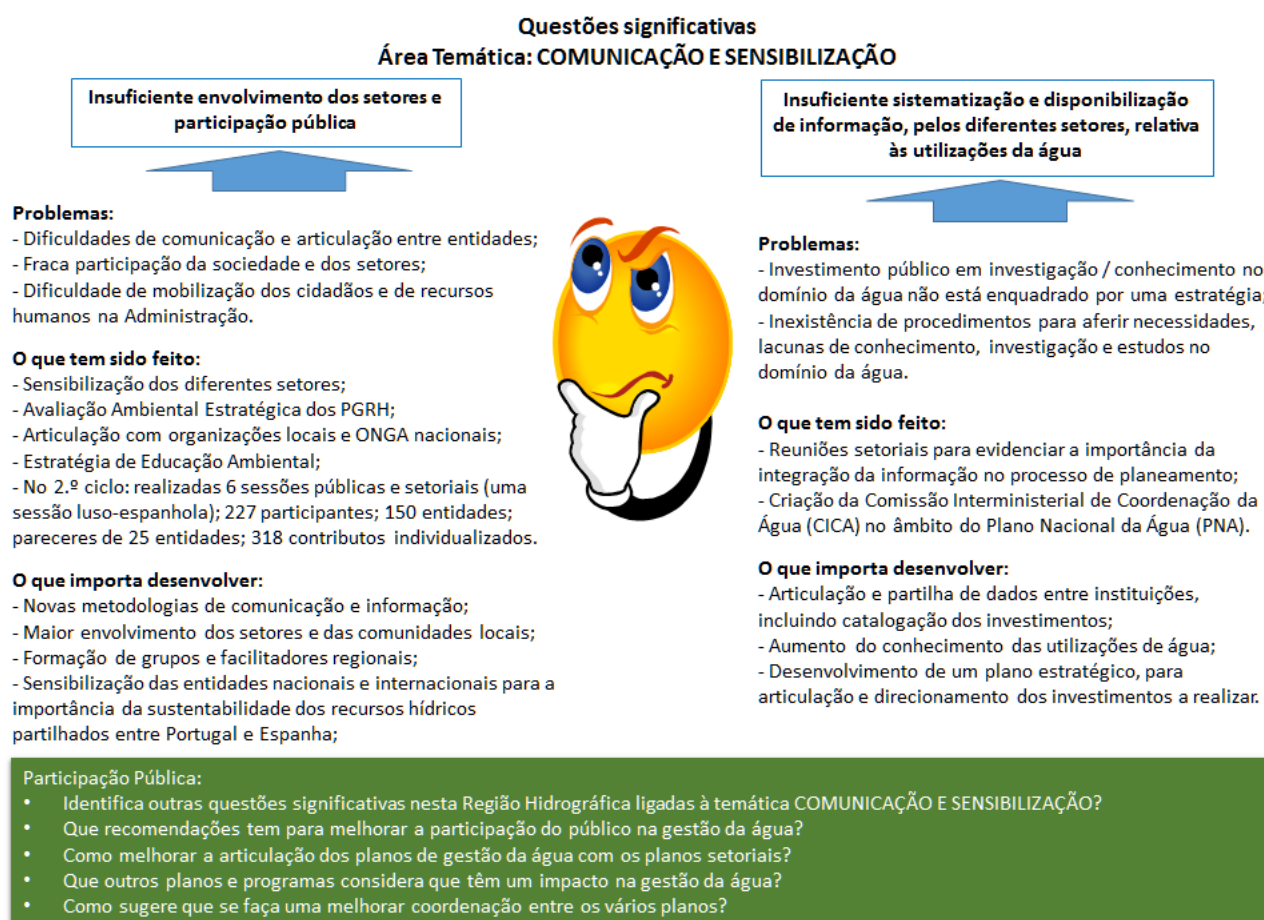 Questões significativas
Área Temática: COMUNICAÇÃO E SENSIBILIZAÇÃO
Insuficiente envolvimento dos setores e
participação pública
Problemas:
- Dificuldades de comunicação e articulação entre entidades;
- Fraca participação da sociedade e dos setores;
- Dificuldade de mobilização dos cidadãos e de recursos
humanos na Administração.
O que tem sido feito:
- Sensibilização dos diferentes setores;
- Avaliação Ambiental Estratégica dos PGRH;
- Articulação com organizações locais e ONGA nacionais;
- Estratégia de Educação Ambiental;
- No 2.º ciclo: realizadas 6 sessões públicas e setoriais (uma
sessão luso-espanhola); 227 participantes; 150 entidades;
pareceres de 25 entidades; 318 contributos individualizados.
O que importa desenvolver:
- Novas metodologias de comunicação e informação;
- Maior envolvimento dos setores e das comunidades locais;
- Formação de grupos e facilitadores regionais;
- Sensibilização das entidades nacionais e internacionais para a
importância da sustentabilidade dos recursos hídricos
partilhados entre Portugal e Espanha;
Insuficiente sistematização e disponibilização
de informação, pelos diferentes setores, relativa
às utilizações da água
Problemas:
- Investimento público em investigação / conhecimento no
domínio da água não está enquadrado por uma estratégia;
- Inexistência de procedimentos para aferir necessidades,
lacunas de conhecimento, investigação e estudos no
domínio da água.
O que tem sido feito:
- Reuniões setoriais para evidenciar a importância da
integração da informação no processo de planeamento;
- Criação da Comissão Interministerial de Coordenação da
Água (CICA) no âmbito do Plano Nacional da Água (PNA).
O que importa desenvolver:
- Articulação e partilha de dados entre instituições,
incluindo catalogação dos investimentos;
- Aumento do conhecimento das utilizações de água;
- Desenvolvimento de um plano estratégico, para
articulação e direcionamento dos investimentos a realizar.
Participação Pública:
• Identifica outras questões significativas nesta Região Hidrográfica ligadas à temática COMUNICAÇÃO E SENSIBILIZAÇÃO?
• Que recomendações tem para melhorar a participação do público na gestão da água?
• Como melhorar a articulação dos planos de gestão da água com os planos setoriais?
• Que outros planos e programas considera que têm um impacto na gestão da água?
• Como sugere que se faça uma melhorar coordenação entre os vários planos?